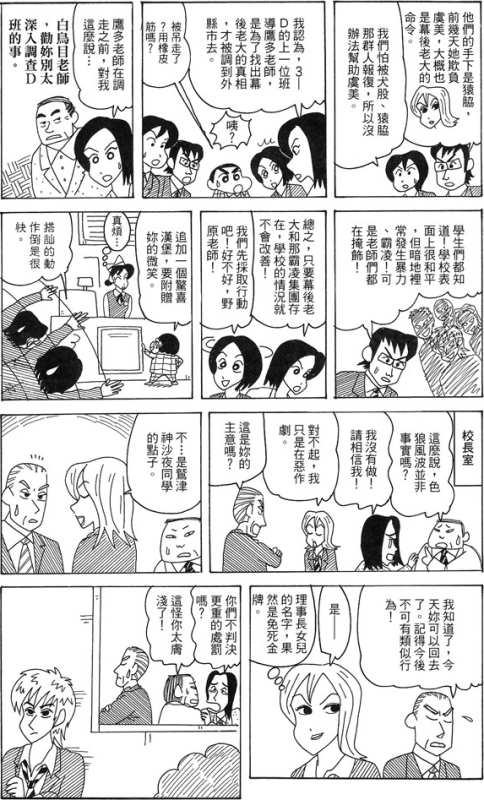 他們的手下是猿脇，
前幾天她欺負
虞美，大概也
是幕後老大的
命令。
我們怕被犬股、猿脇
那群人報復，所以沒
辦法幫助虞美。
我認為，3—
D的上一位班
導鷹多老師，
是為了找出幕
後老大的真相
，才被調到外
縣市去。
被吊走了
？用橡皮
筋嗎？
咦？
鷹多老師在調
走之前，對我
這麼說…
白鳥目老師
，勸妳別太
深入調查D
班的事。
學生們都知
道！學校表
面上很和平
，但暗地裡
常發生暴力
、霸凌！可
是老師們都
在掩飾！
總之，只要幕後老
大和那霸凌集團存
在，學校的情況就
不會改善！
我們先採取行動
吧！好不好，野
原老師！
追加一個驚喜
漢堡，要附贈
妳的微笑。
真煩…
搭訕的動
作倒是很
快。
校長室
這麼說，色
狼風波並非
事實嗎？
我沒有做！
請相信我！
對不起，我
只是在惡作
劇。
這是妳的
主意嗎？
不…是鷲津
神沙夜同學
的點子。
我知道了，今
天妳可以回去
了。記得今後
不可有類似行
為！
是—
理事長女兒
的名字，果
然是免死金
牌。
你們不判決
更重的處罰
嗎？
這怪你太膚
淺了！